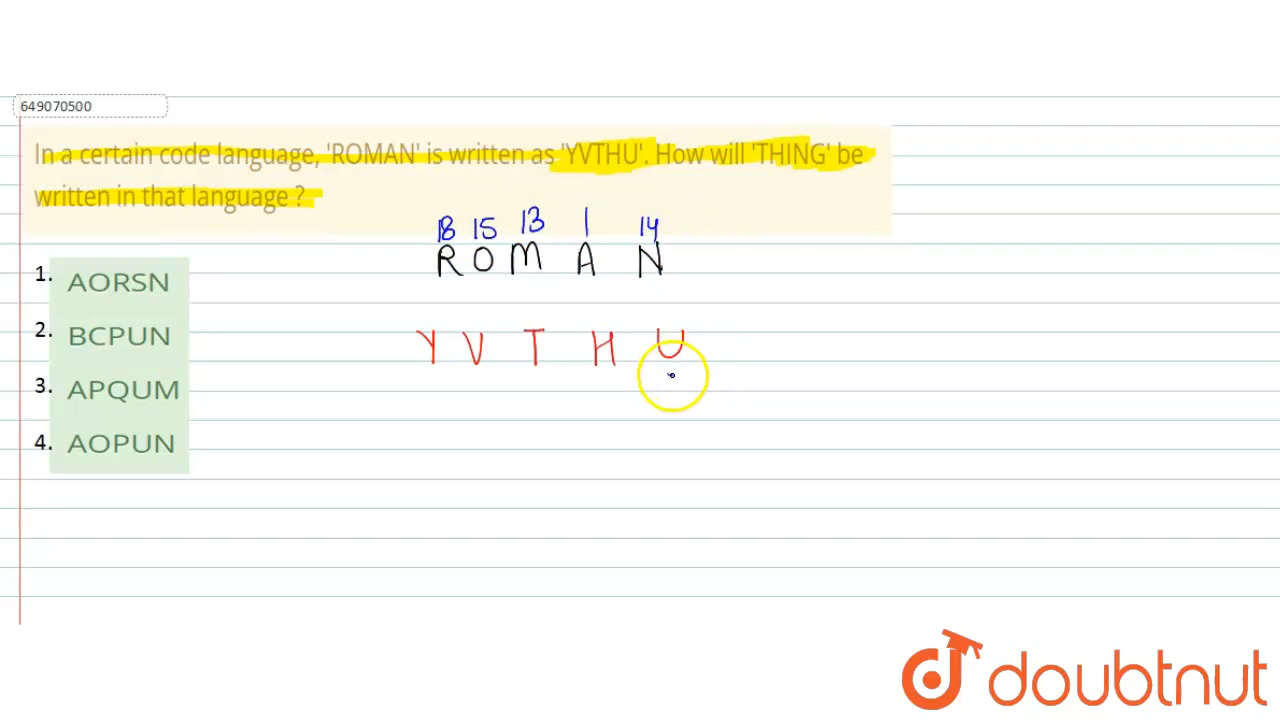 649070500
In a certain code language, 'ROMAN' is written as 'YVTHU'. How will 'THING' be
written in that language ?
18 15 13 1 14
R O M A N
1. AORSN
2. BCPUN
3. APQUM
4. AOPUN
Y V T H U
doubtnut